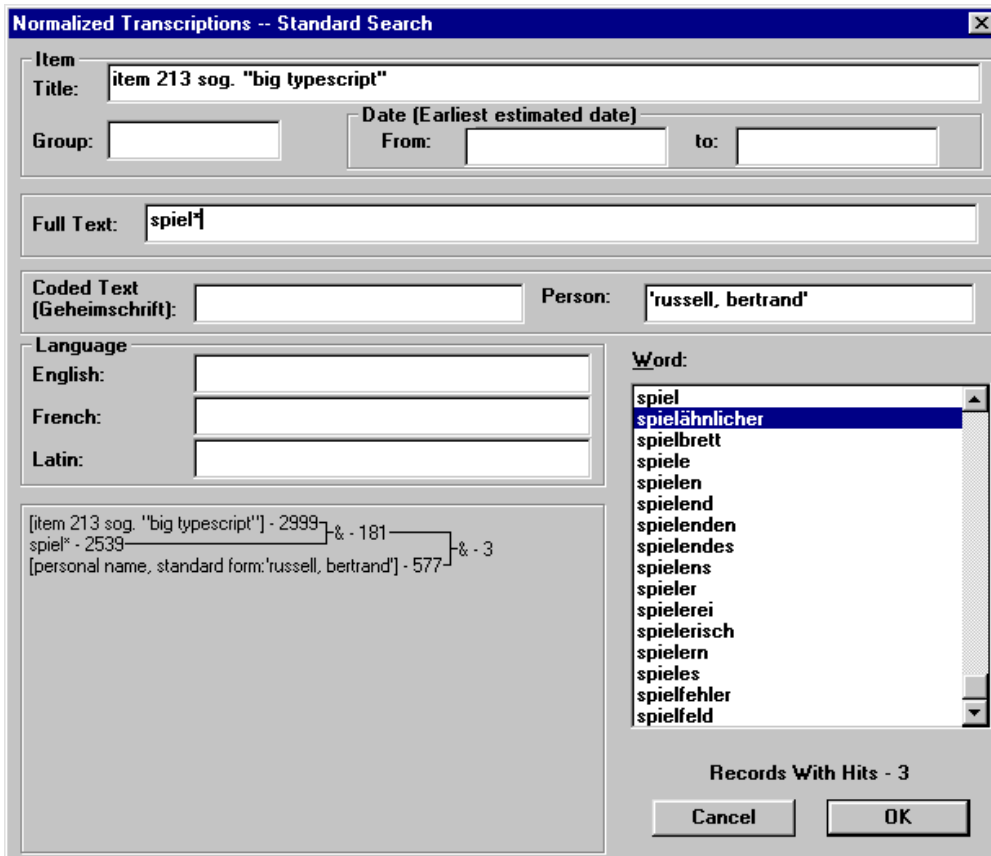 Normalized Transcriptions -- Standard Search
Item
Title: item 213 sog. "big typescript"
Group:
Date (Earliest estimated date)
From: to:
Full Text: spiel*
Coded Text
(Geheimschrift):
Person: 'russell, bertrand'
Language
English:
French:
Latin:
Word:
spiel
spielähnlicher
spielbrett
spiele
spielen
spielend
spielenden
spielendes
spielens
spieler
spielerei
spielerisch
spielern
spieles
spielfehler
spielfeld
[item 213 sog. "big typescript"] - 2999
& - 181
spiel* - 2539
& - 3
[personal name, standard form:'russell, bertrand'] - 577
Records With Hits - 3
Cancel OK